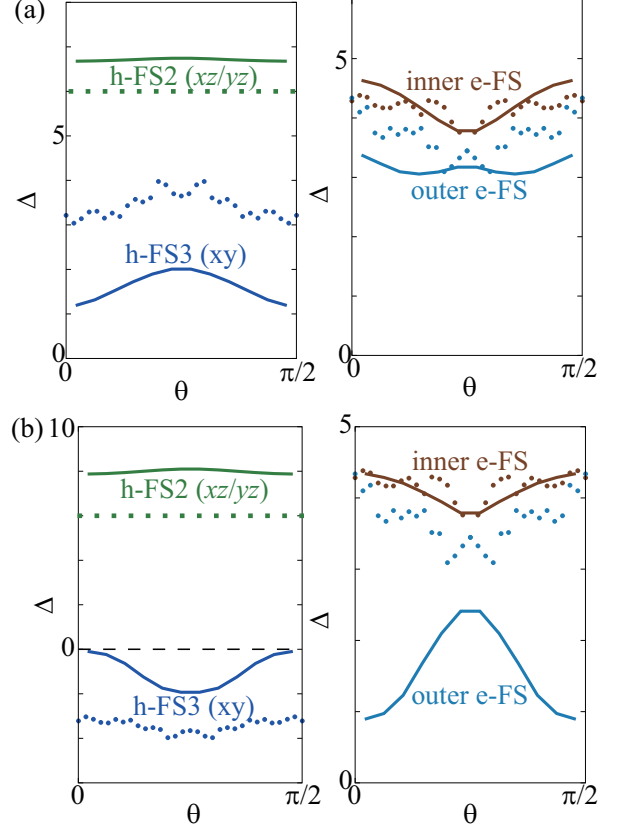 (a)
h-FS2 (xz/yz)
5
Δ
h-FS3 (xy)
0
0
θ
π/2
5
inner e-FS
Δ
outer e-FS
0
0
θ
π/2
(b)
10
h-FS2 (xz/yz)
Δ
0
h-FS3 (xy)
0
θ
π/2
5
inner e-FS
Δ
outer e-FS
0
0
θ
π/2